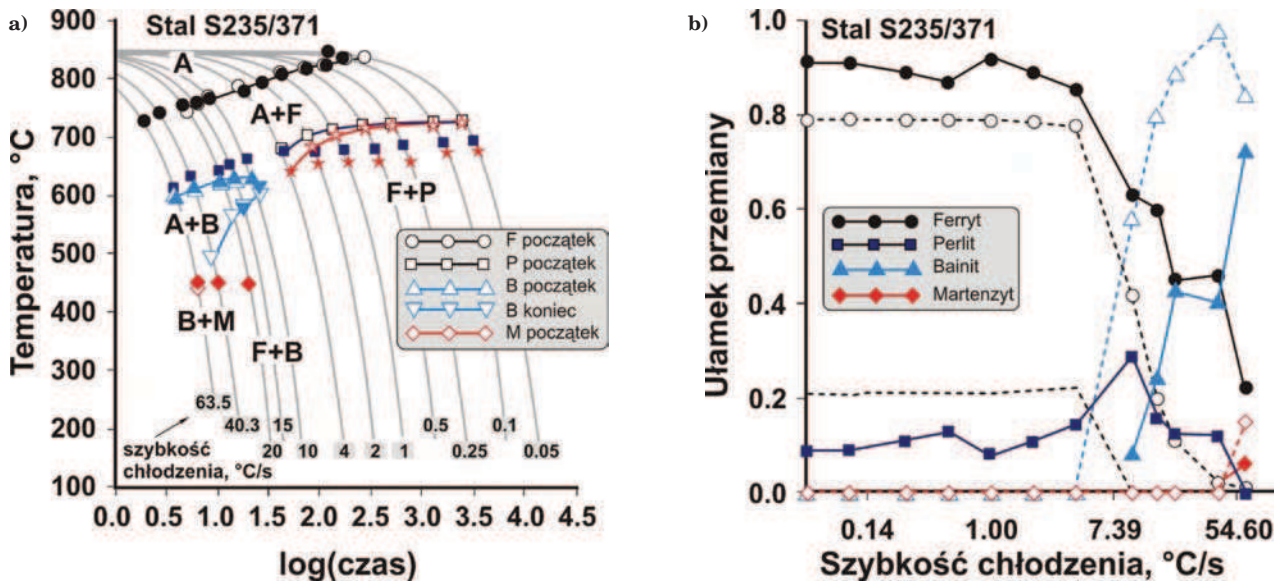 a)
Stal S235/371
900
800
700
600
500
400
300
200
100
Temperatura, °C
A
A+F
F+P
A+B
B+M
F+B
F początek
P początek
B początek
B koniec
M początek
63.5
40.3
15
0.5
0.1
szybkość
chłodzenia, °C/s
20
10
4
2
1
0.25
0.05
0.0
0.5
1.0
1.5
2.0
2.5
3.0
3.5
4.0
4.5
log(czas)
b)
Stal S235/371
1.0
0.8
0.6
0.4
0.2
0.0
Ułamek przemiany
Ferryt
Perlit
Bainit
Martenzyt
0.14
1.00
7.39
54.60
Szybkość chłodzenia, °C/s